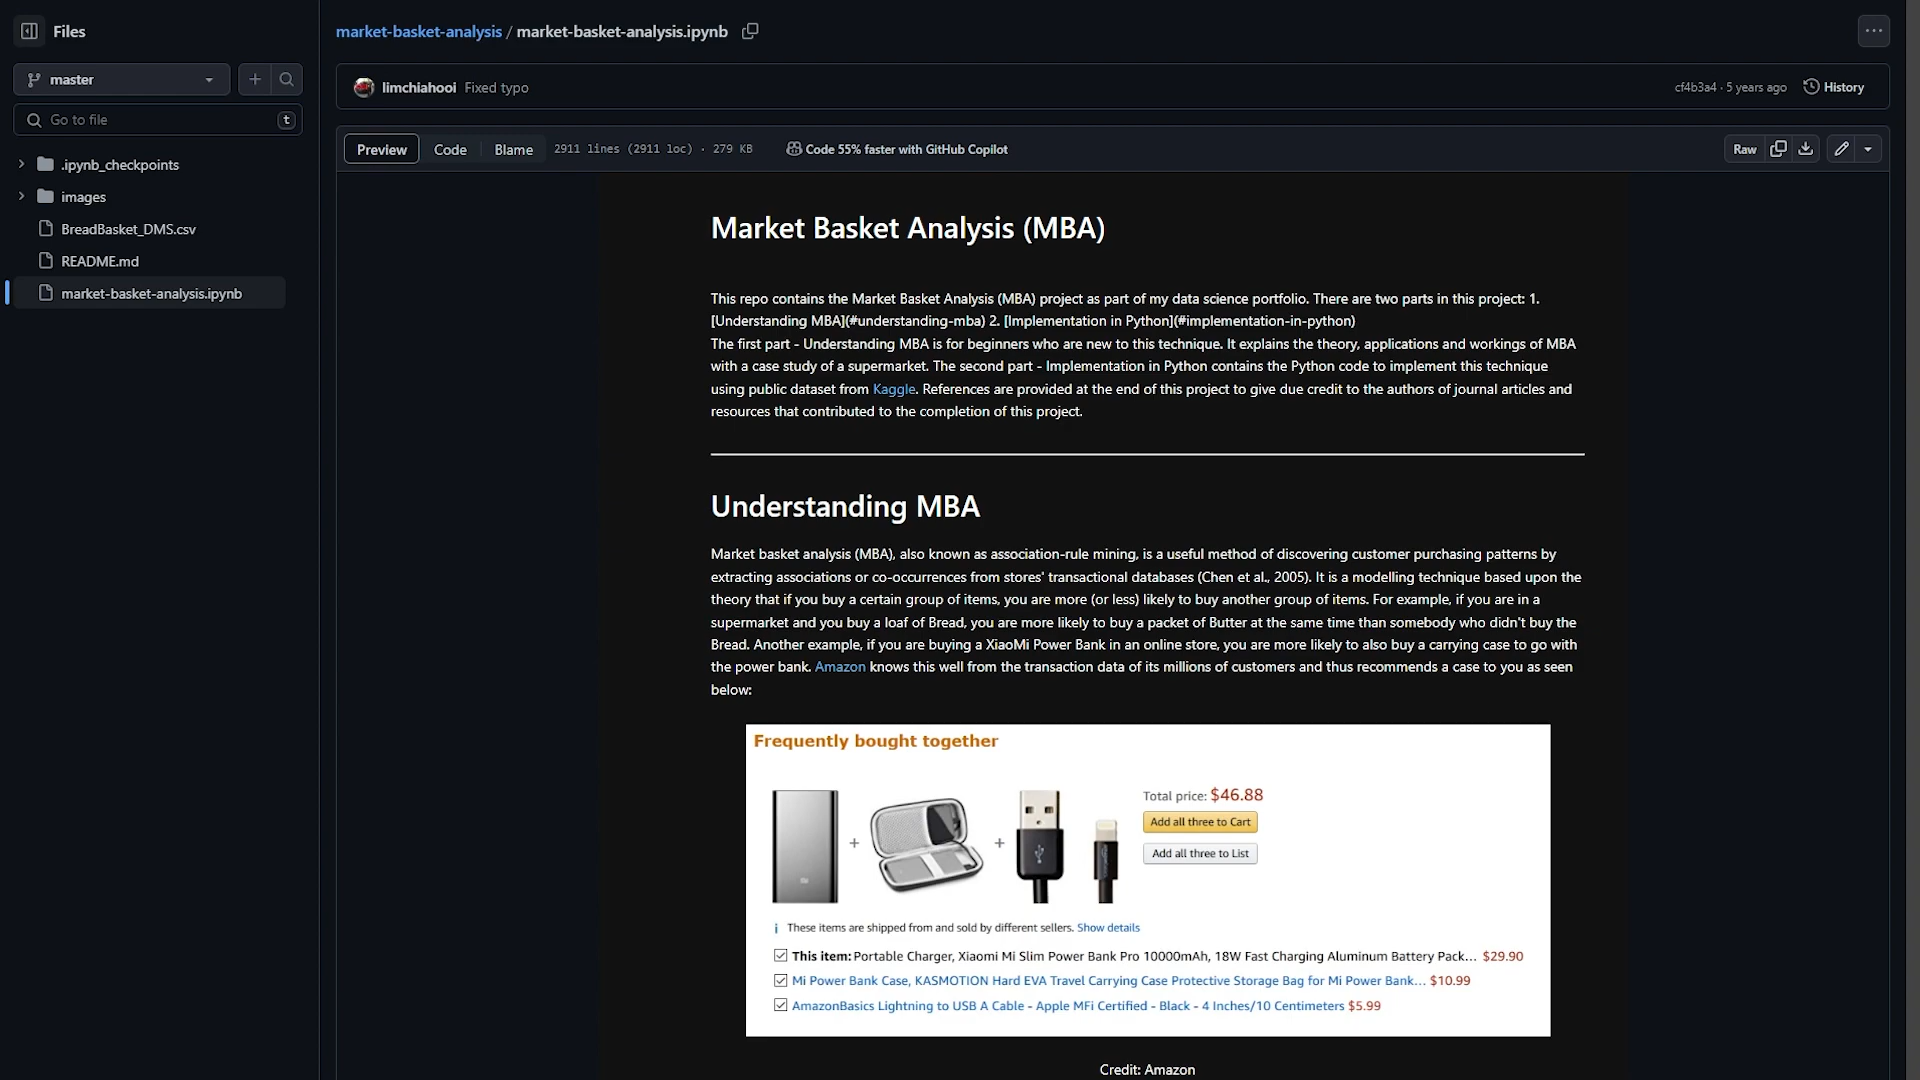 Files
market-basket-analysis / market-basket-analysis.ipynb
master
Go to file
t
.ipynb_checkpoints
images
BreadBasket_DMS.csv
README.md
market-basket-analysis.ipynb
limchiahooi Fixed typo
cf4b3a4 · 5 years ago
History
Preview
Code
Blame
2911 lines (2911 loc) · 279 KB
Code 55% faster with GitHub Copilot
Raw
Market Basket Analysis (MBA)
This repo contains the Market Basket Analysis (MBA) project as part of my data science portfolio. There are two parts in this project: 1.
[Understanding MBA](#understanding-mba) 2. [Implementation in Python](#implementation-in-python)
The first part - Understanding MBA is for beginners who are new to this technique. It explains the theory, applications and workings of MBA
with a case study of a supermarket. The second part - Implementation in Python contains the Python code to implement this technique
using public dataset from Kaggle. References are provided at the end of this project to give due credit to the authors of journal articles and
resources that contributed to the completion of this project.
Understanding MBA
Market basket analysis (MBA), also known as association-rule mining, is a useful method of discovering customer purchasing patterns by
extracting associations or co-occurrences from stores' transactional databases (Chen et al., 2005). It is a modelling technique based upon the
theory that if you buy a certain group of items, you are more (or less) likely to buy another group of items. For example, if you are in a
supermarket and you buy a loaf of Bread, you are more likely to buy a packet of Butter at the same time than somebody who didn't buy the
Bread. Another example, if you are buying a XiaoMi Power Bank in an online store, you are more likely to also buy a carrying case to go with
the power bank. Amazon knows this well from the transaction data of its millions of customers and thus recommends a case to you as seen
below:
Frequently bought together
Total price: $46.88
Add all three to Cart
Add all three to List
These items are shipped from and sold by different sellers. Show details
This item: Portable Charger, Xiaomi Mi Slim Power Bank Pro 10000mAh, 18W Fast Charging Aluminum Battery Pack... $29.90
Mi Power Bank Case, KASMOTION Hard EVA Travel Carrying Case Protective Storage Bag for Mi Power Bank... $10.99
AmazonBasics Lightning to USB A Cable - Apple MFi Certified - Black - 4 Inches/10 Centimeters $5.99
Credit: Amazon